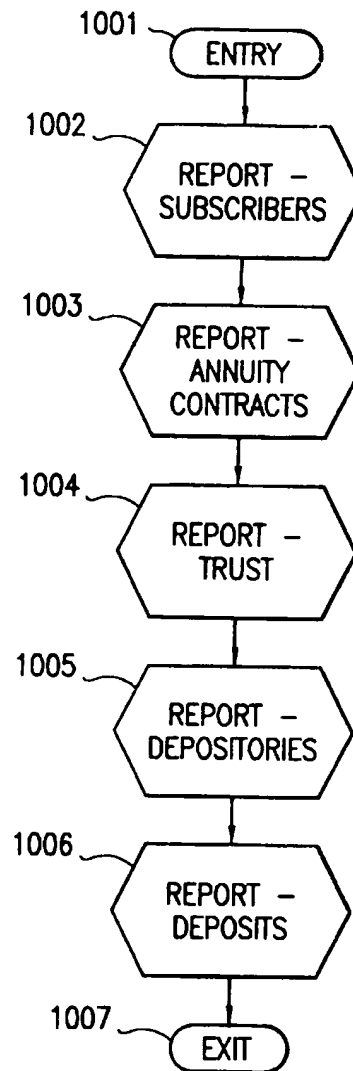 1001
ENTRY
1002
REPORT –
SUBSCRIBERS
1003
REPORT –
ANNUITY
CONTRACTS
1004
REPORT –
TRUST
1005
REPORT –
DEPOSITORIES
1006
REPORT –
DEPOSITS
1007
EXIT